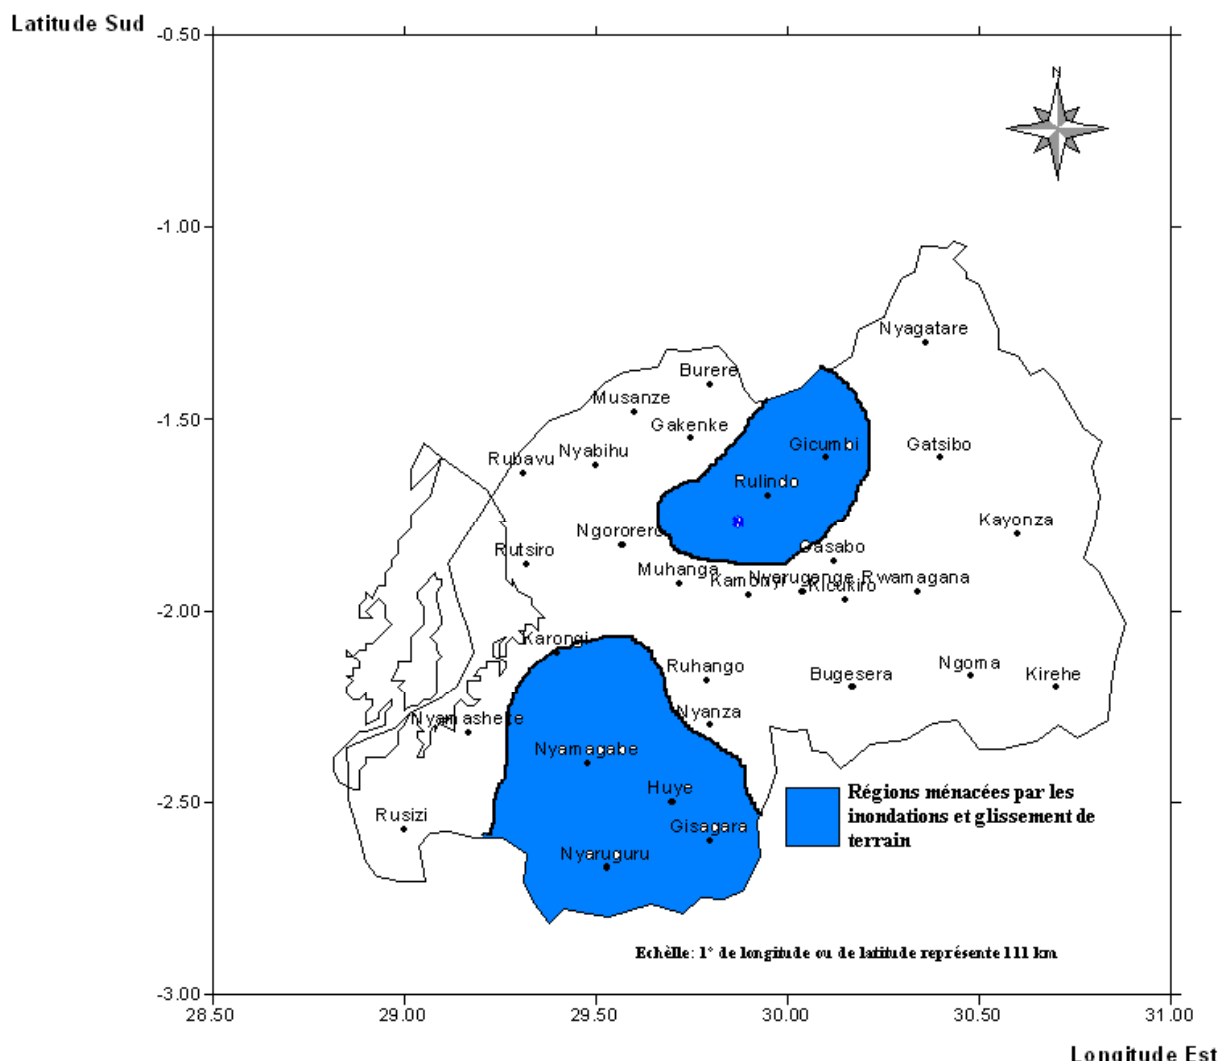 Latitude Sud
-0.50
N
-1.00
Nyagatare
Burere
Musanze
Gakenke
Gicumbi
Gatsibo
-1.50
Nyabihu
Rubavu
Rulindo
Kayonza
Ngororero
Rutsiro
Gasabo
Muhanga
Kamonyi
Nyarugenge
Rwamagana
Kicukiro
-2.00
Karongi
Ruhango
Bugesera
Ngoma
Kirehe
Nyamasheke
Nyanza
Nyamagabe
Huye
Régions ménacées par les
inondations et glissement de
terrain
-2.50
Rusizi
Gisagara
Nyaruguru
Echèlle: 1° de longitude ou de latitude représente 111 km
-3.00
28.50 29.00 29.50 30.00 30.50 31.00
Longitude Est